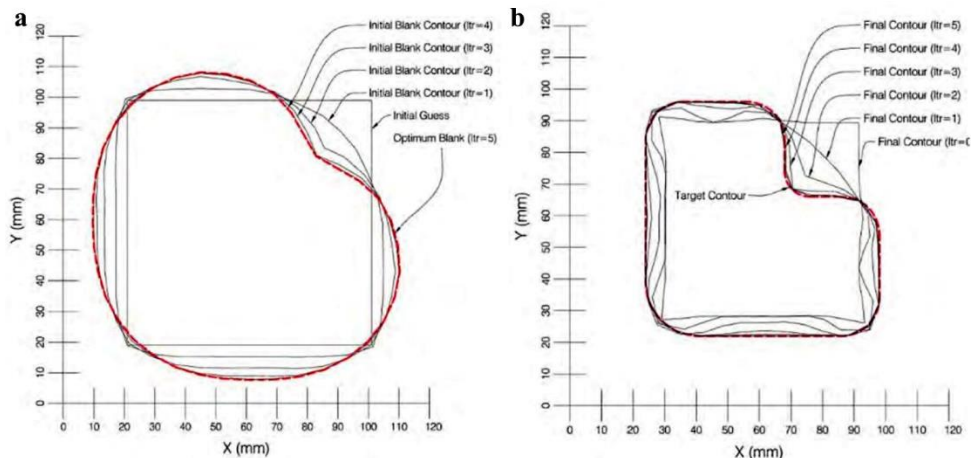 a
120
110
100
90
80
70
60
50
40
30
20
10
0
Y (mm)
0 10 20 30 40 50 60 70 80 90 100 110 120
X (mm)
Initial Blank Contour (Itr=4)
Initial Blank Contour (Itr=3)
Initial Blank Contour (Itr=2)
Initial Blank Contour (Itr=1)
Initial Guess
Optimum Blank (Itr=5)
b
120
110
100
90
80
70
60
50
40
30
20
10
0
Y (mm)
0 10 20 30 40 50 60 70 80 90 100 110 120
X (mm)
Final Contour (Itr=5)
Final Contour (Itr=4)
Final Contour (Itr=3)
Final Contour (Itr=2)
Final Contour (Itr=1)
Final Contour (Itr=0
Target Contour